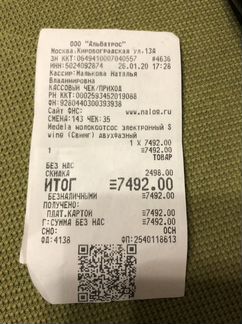 ООО "Альбатрос"
Москва.Кировоградская ул.13А
ЗН ККТ:0649410007040557 #4636
ИНН:5024092874 26.01.20 17:26
Кассир:Малькова Наталья
Владимировна
КАССОВЫЙ ЧЕК/ПРИХОД
РН ККТ:0002593452019088
ФН:9280440300393938
Сайт ФНС: www.nalog.ru
СМЕНА:143 ЧЕК:35
Medela молокоотсос электронный S
wing (Свинг) двухфазный
1 X 7492.00
1 =7492.00
ТОВАР
БЕЗ НДС
СКИДКА 2498.00
ИТОГ =7492.00
БЕЗНАЛИЧНЫМИ =7492.00
ПОЛУЧЕНО:
ПЛАТ.КАРТОЙ =7492.00
Г:СУММА БЕЗ НДС =7492.00
СНО: ОСН
ФД:4138 ФП:2540118613